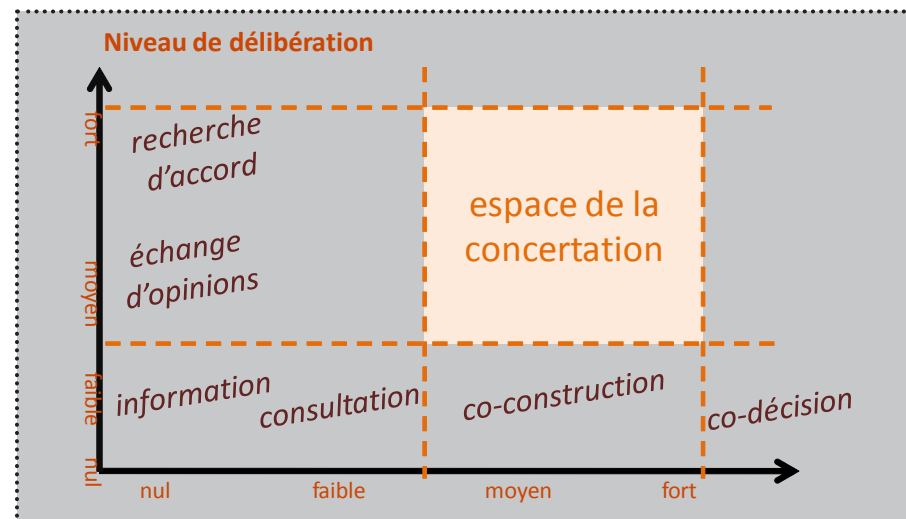 Niveau de délibération
fort
recherche
d'accord
espace de la
concertation
échange
d'opinions
moyen
faible
information
consultation
co-construction
co-décision
nul
nul
faible
moyen
fort